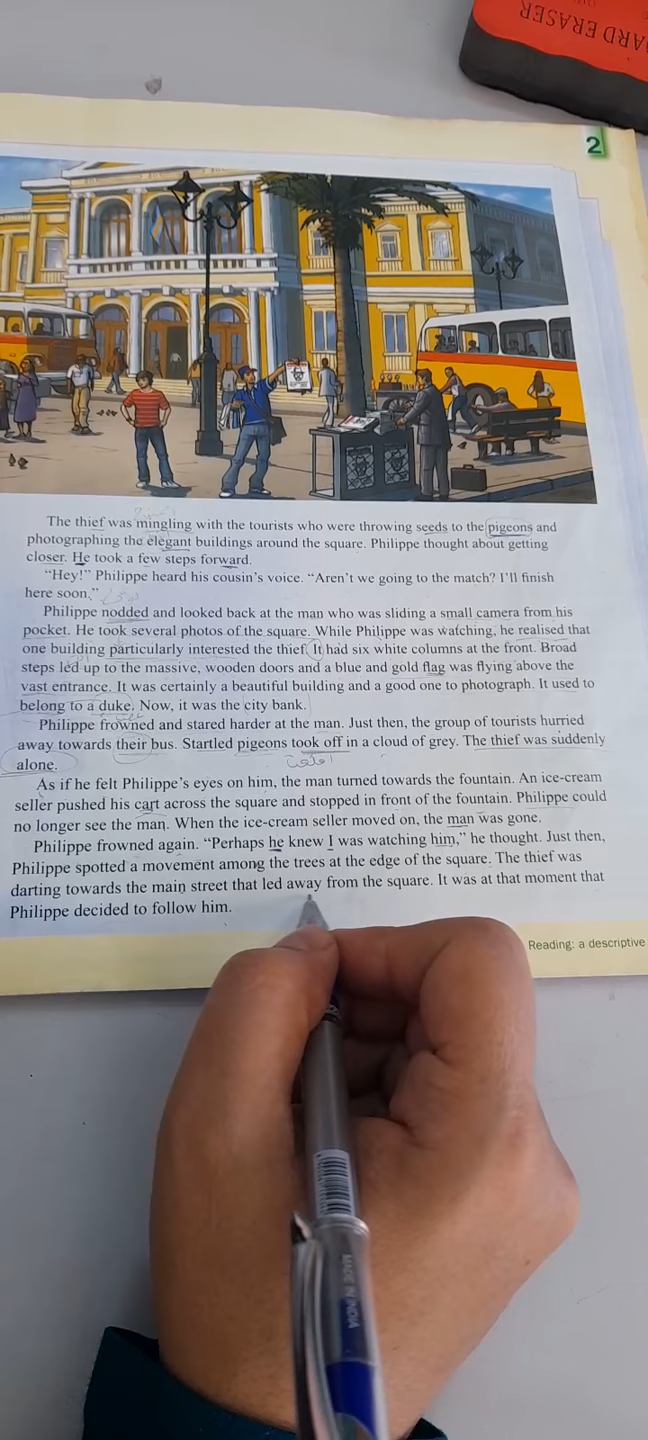 ARD ERASER
2
The thief was mingling with the tourists who were throwing seeds to the pigeons and
photographing the elegant buildings around the square. Philippe thought about getting
closer. He took a few steps forward.
“Hey!” Philippe heard his cousin’s voice. “Aren’t we going to the match? I’ll finish
here soon.”
Philippe nodded and looked back at the man who was sliding a small camera from his
pocket. He took several photos of the square. While Philippe was watching, he realised that
one building particularly interested the thief. It had six white columns at the front. Broad
steps led up to the massive, wooden doors and a blue and gold flag was flying above the
vast entrance. It was certainly a beautiful building and a good one to photograph. It used to
belong to a duke. Now, it was the city bank.
Philippe frowned and stared harder at the man. Just then, the group of tourists hurried
away towards their bus. Startled pigeons took off in a cloud of grey. The thief was suddenly
alone.
As if he felt Philippe’s eyes on him, the man turned towards the fountain. An ice-cream
seller pushed his cart across the square and stopped in front of the fountain. Philippe could
no longer see the man. When the ice-cream seller moved on, the man was gone.
Philippe frowned again. “Perhaps he knew I was watching him,” he thought. Just then,
Philippe spotted a movement among the trees at the edge of the square. The thief was
darting towards the main street that led away from the square. It was at that moment that
Philippe decided to follow him.
Reading: a descriptive
MADE IN INDIA